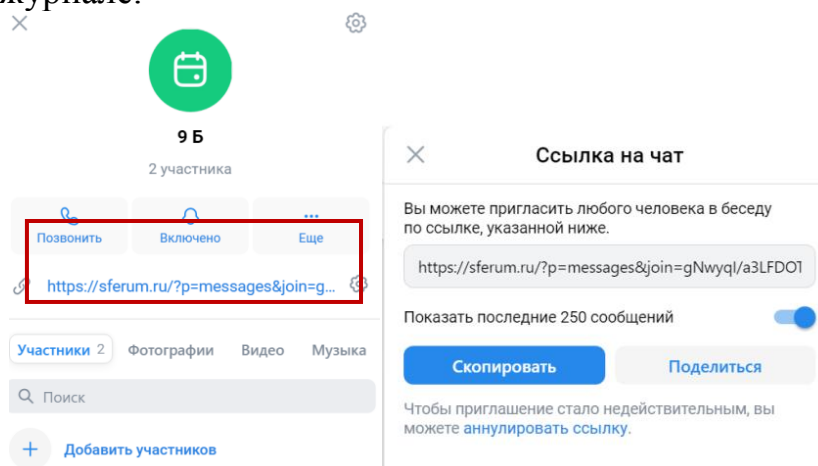 журнале.
9 Б
2 участника
Позвонить Включено Еще
https://sferum.ru/?p=messages&join=g...
Участники 2 Фотографии Видео Музыка
Поиск
Добавить участников
Ссылка на чат
Вы можете пригласить любого человека в беседу
по ссылке, указанной ниже.
https://sferum.ru/?p=messages&join=gNwyqI/a3LFDO1
Показать последние 250 сообщений
Скопировать Поделиться
Чтобы приглашение стало недействительным, вы
можете аннулировать ссылку.